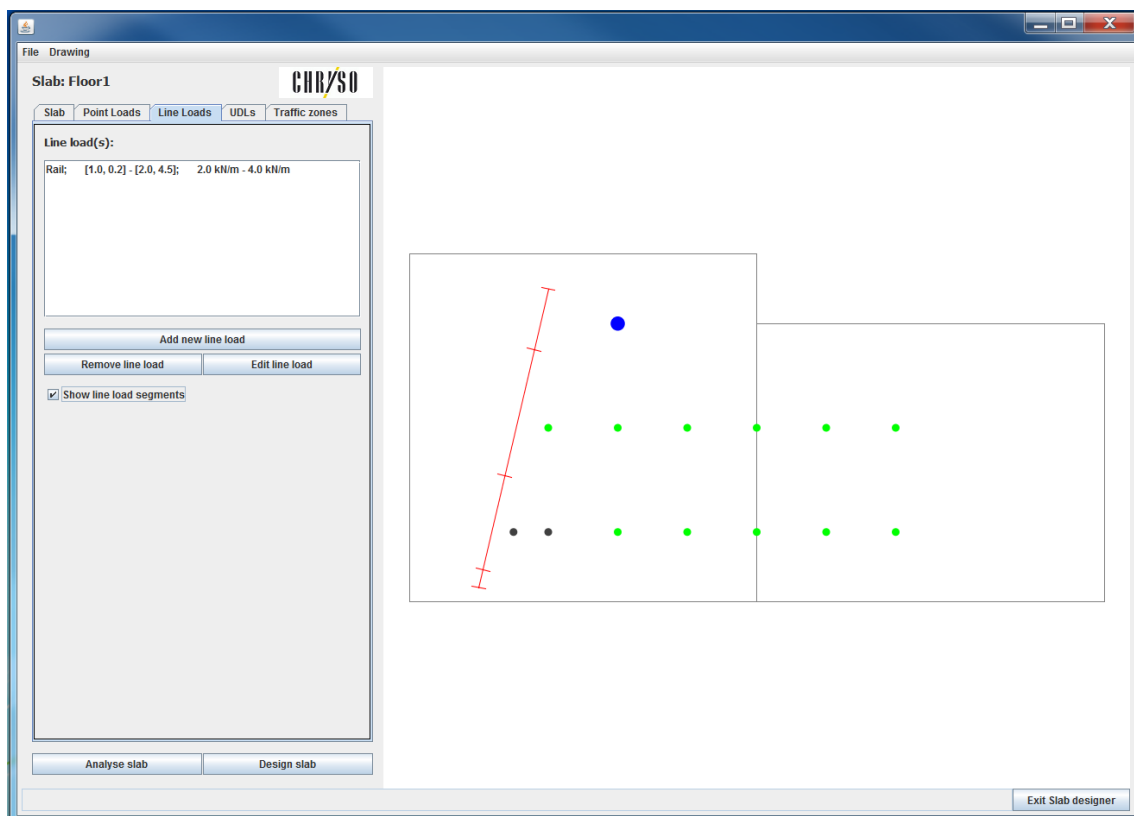 File Drawing
Slab: Floor1
CHRYSO
Slab Point Loads Line Loads UDLs Traffic zones
Line load(s):
Rail; [1.0, 0.2] - [2.0, 4.5]; 2.0 kN/m - 4.0 kN/m
Add new line load
Remove line load Edit line load
Show line load segments
Analyse slab Design slab
Exit Slab designer